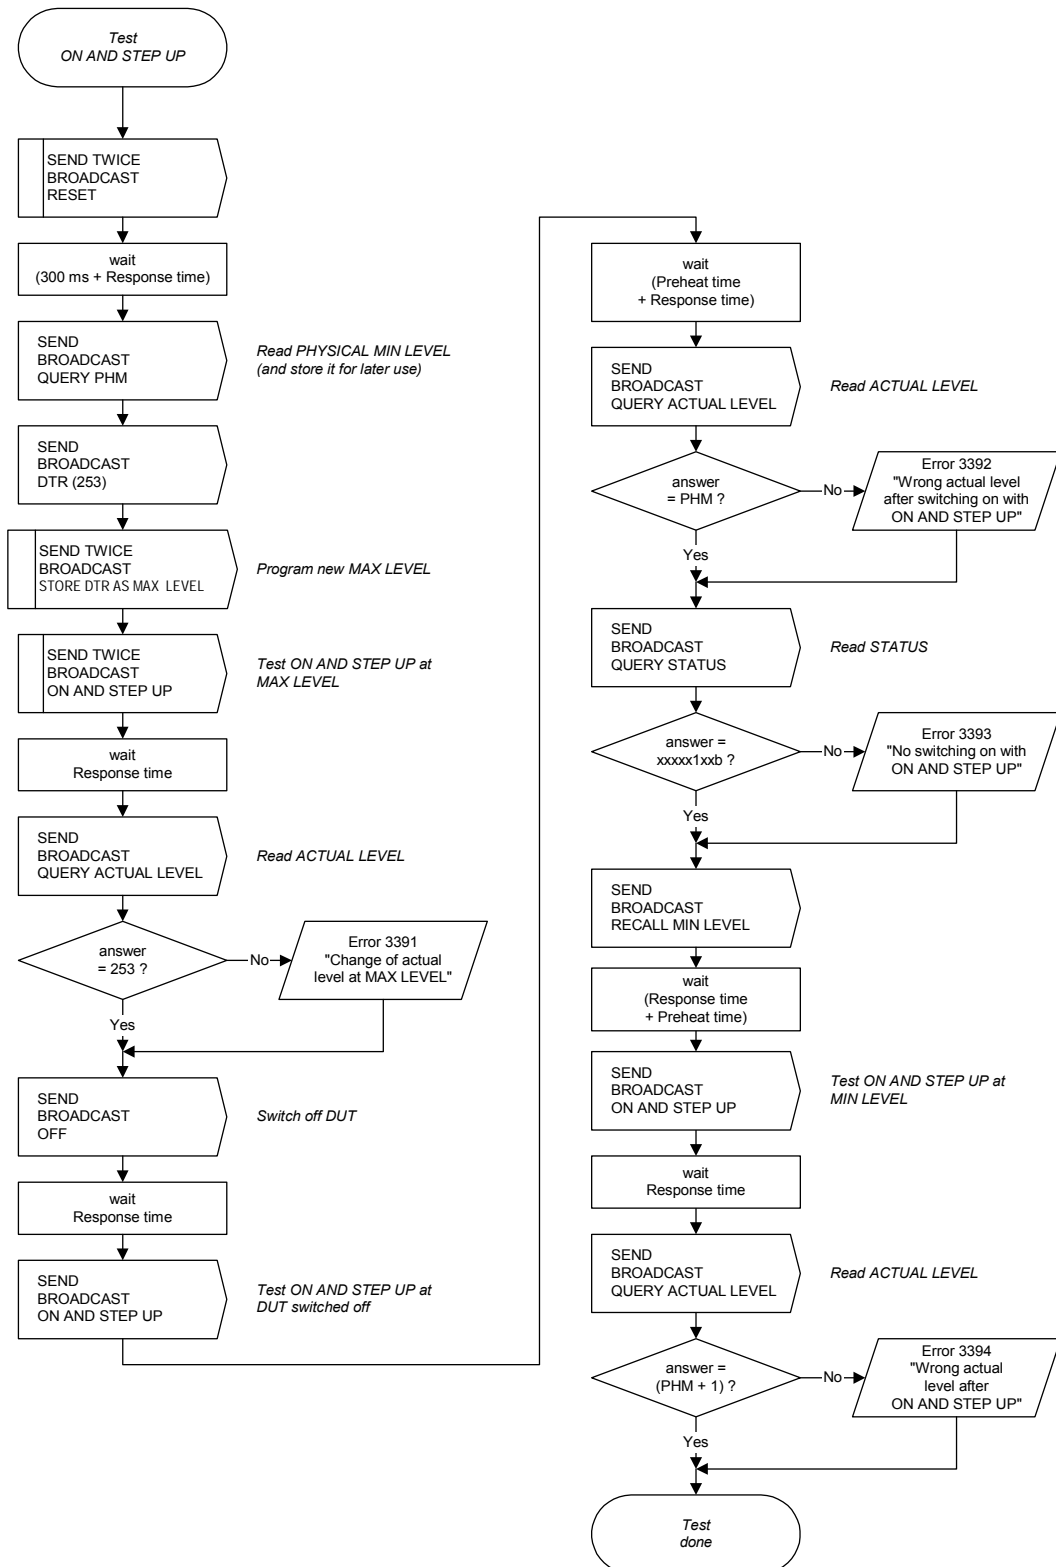 Test
ON AND STEP UP
SEND TWICE
BROADCAST
RESET
wait
(300 ms + Response time)
SEND
BROADCAST
QUERY PHM
Read PHYSICAL MIN LEVEL
(and store it for later use)
SEND
BROADCAST
DTR (253)
SEND TWICE
BROADCAST
STORE DTR AS MAX LEVEL
Program new MAX LEVEL
SEND TWICE
BROADCAST
ON AND STEP UP
Test ON AND STEP UP at
MAX LEVEL
wait
Response time
SEND
BROADCAST
QUERY ACTUAL LEVEL
Read ACTUAL LEVEL
answer
= 253 ?
No
Error 3391
"Change of actual
level at MAX LEVEL"
Yes
SEND
BROADCAST
OFF
Switch off DUT
wait
Response time
SEND
BROADCAST
ON AND STEP UP
Test ON AND STEP UP at
DUT switched off
wait
(Preheat time
+ Response time)
SEND
BROADCAST
QUERY ACTUAL LEVEL
Read ACTUAL LEVEL
answer
= PHM ?
No
Error 3392
"Wrong actual level
after switching on with
ON AND STEP UP"
Yes
SEND
BROADCAST
QUERY STATUS
Read STATUS
answer =
xxxxx1xxb ?
No
Error 3393
"No switching on with
ON AND STEP UP"
Yes
SEND
BROADCAST
RECALL MIN LEVEL
wait
(Response time
+ Preheat time)
SEND
BROADCAST
ON AND STEP UP
Test ON AND STEP UP at
MIN LEVEL
wait
Response time
SEND
BROADCAST
QUERY ACTUAL LEVEL
Read ACTUAL LEVEL
answer =
(PHM + 1) ?
No
Error 3394
"Wrong actual
level after
ON AND STEP UP"
Yes
Test
done